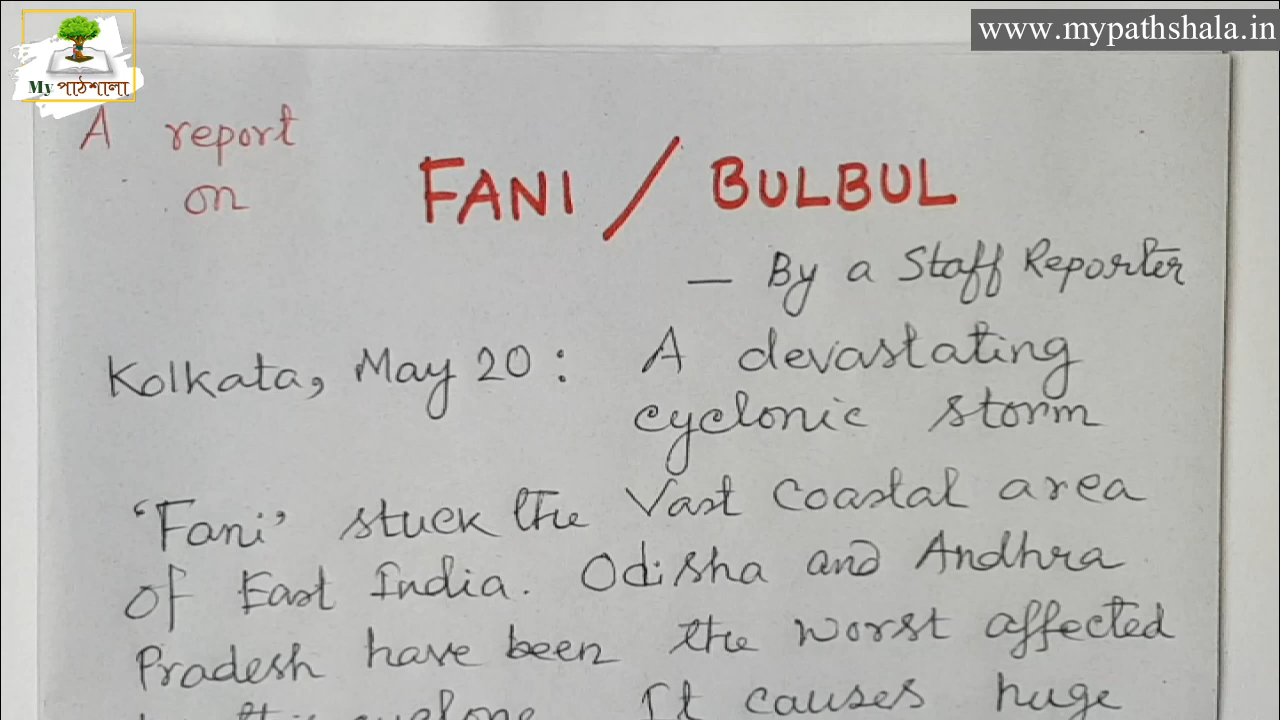 www.mypathshala.in
My পাঠশালা
A report
on
FANI / BULBUL
— By a Staff Reporter
Kolkata, May 20: A devastating
cyclonic storm
'Fani' stuck the Vast coastal area
of East India. Odisha and Andhra
Pradesh have been the worst affected
cyclone. It causes huge